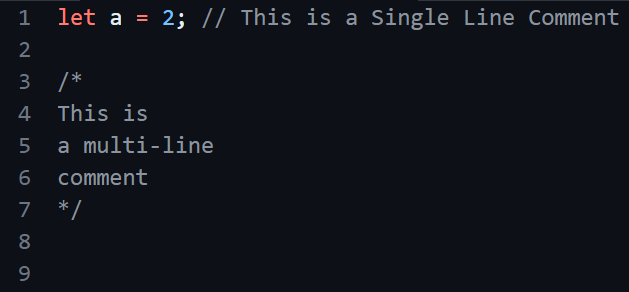 1 let a = 2; // This is a Single Line Comment
2
3 /*
4 This is
5 a multi-line
6 comment
7 */
8
9